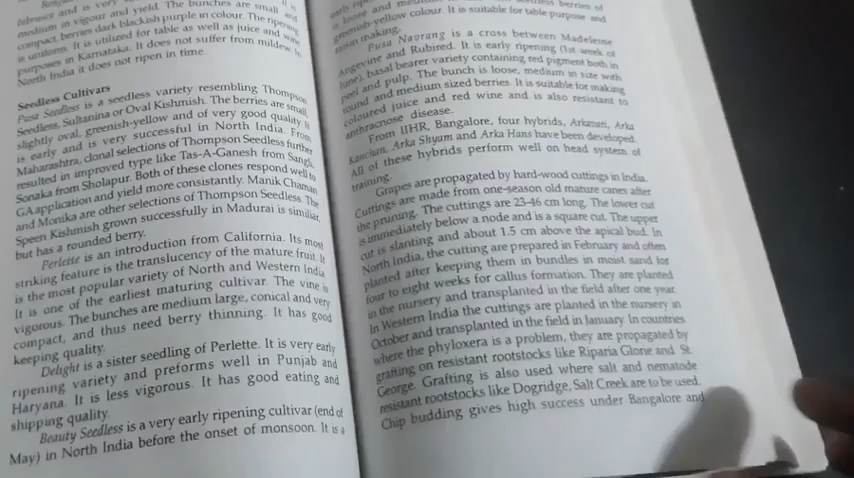 februce and is very
medium in vigour and yield. The bunches are small and
compact, berries dark blackish purple in colour. The ripening
is uniform. It is utilized for table as well as juice and wine
purposes in Karnataka. It does not suffer from mildew. In
North India it does not ripen in time.
Seedless Cultivars
Pusa Seedless is a seedless variety resembling Thompson
Seedless, Sultanina or Oval Kishmish. The berries are small,
slightly oval, greenish-yellow and of very good quality. It
is early and is very successful in North India. From
Maharashtra, clonal selections of Thompson Seedless further
resulted in improved type like Tas-A-Ganesh from Sangli,
Sonaka from Sholapur. Both of these clones respond well to
GA application and yield more consistently. Manik Chaman
and Monika are other selections of Thompson Seedless. The
Speen Kishmish grown successfully in Madurai is similiar,
but has a rounded berry.
Perlette is an introduction from California. Its most
striking feature is the translucency of the mature fruit. It
is the most popular variety of North and Western India.
It is one of the earliest maturing cultivar. The vine is
vigorous. The bunches are medium large, conical and very
compact, and thus need berry thinning. It has good
keeping quality.
Delight is a sister seedling of Perlette. It is very early
ripening variety and preforms well in Punjab and
Haryana. It is less vigorous. It has good eating and
shipping quality.
Beauty Seedless is a very early ripening cultivar (end of
May) in North India before the onset of monsoon. It is a
is loose and medium berries of
greenish-yellow colour. It is suitable for table purpose and
raisin making.
Pusa Navrang is a cross between Madeleine
Angevine and Rubired. It is early ripening (1st week of
June), basal bearer variety containing red pigment both in
peel and pulp. The bunch is loose, medium in size with
round and medium sized berries. It is suitable for making
coloured juice and red wine and is also resistant to
anthracnose disease.
From IIHR, Bangalore, four hybrids, Arkavati, Arka
Kanchan, Arka Shyam and Arka Hans have been developed.
All of these hybrids perform well on head system of
training.
Grapes are propagated by hard-wood cuttings in India.
Cuttings are made from one-season old mature canes after
the pruning. The cuttings are 23-46 cm long. The lower cut
is immediately below a node and is a square cut. The upper
cut is slanting and about 1.5 cm above the apical bud. In
North India, the cutting are prepared in February and often
planted after keeping them in bundles in moist sand for
four to eight weeks for callus formation. They are planted
in the nursery and transplanted in the field after one year.
In Western India the cuttings are planted in the nursery in
October and transplanted in the field in January. In countries
where the phyloxera is a problem, they are propagated by
grafting on resistant rootstocks like Riparia Glorie and St.
George. Grafting is also used where salt and nematode
resistant rootstocks like Dogridge, Salt Creek are to be used.
Chip budding gives high success under Bangalore and